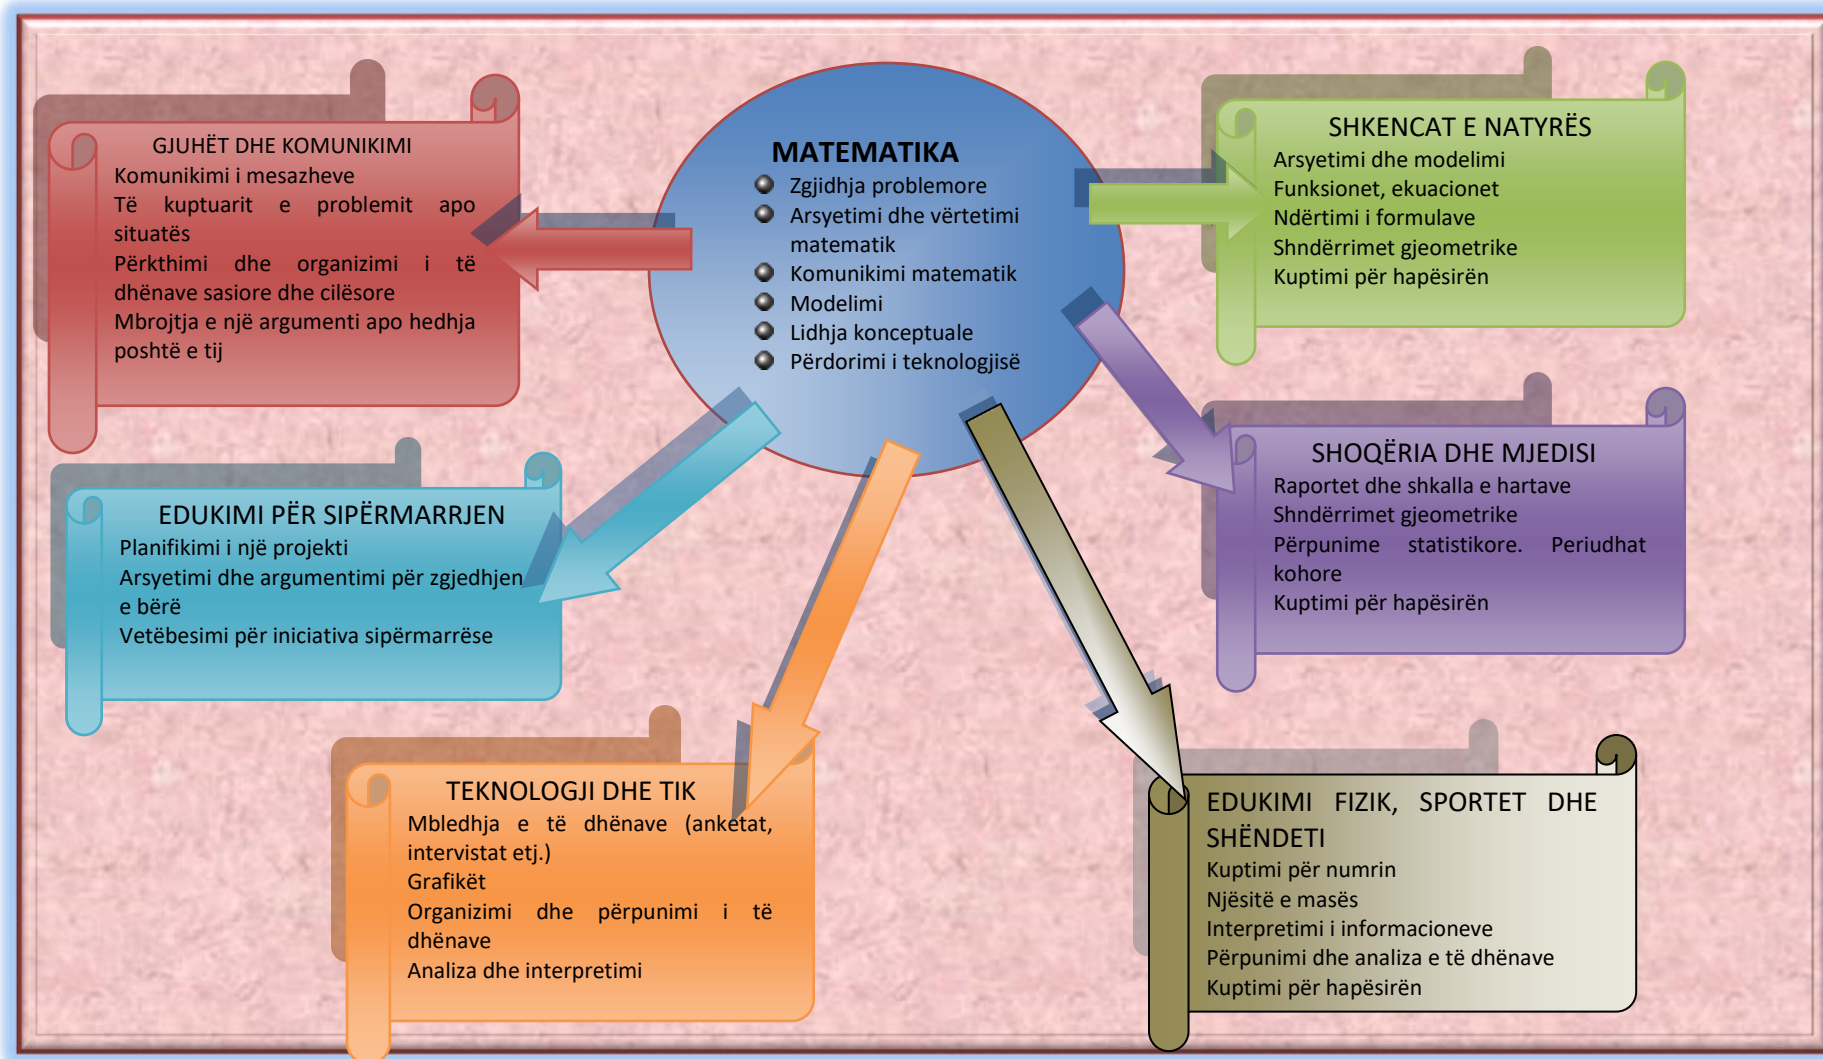 MATEMATIKA
Zgjidhja problemore
Arsyetimi dhe vërtetimi
matematik
Komunikimi matematik
Modelimi
Lidhja konceptuale
Përdorimi i teknologjisë
GJUHËT DHE KOMUNIKIMI
Komunikimi i mesazheve
Të kuptuarit e problemit apo
situatës
Përkthimi dhe organizimi i të
dhënave sasiore dhe cilësore
Mbrojtja e një argumenti apo hedhja
poshtë e tij
SHKENCAT E NATYRËS
Arsyetimi dhe modelimi
Funksionet, ekuacionet
Ndërtimi i formulave
Shndërrimet gjeometrike
Kuptimi për hapësirën
EDUKIMI PËR SIPËRMARRJEN
Planifikimi i një projekti
Arsyetimi dhe argumentimi për zgjedhjen
e bërë
Vetëbesimi për iniciativa sipërmarrëse
SHOQËRIA DHE MJEDISI
Raportet dhe shkalla e hartave
Shndërrimet gjeometrike
Përpunime statistikore. Periudhat
kohore
Kuptimi për hapësirën
TEKNOLOGJI DHE TIK
Mbledhja e të dhënave (anketat,
intervistat etj.)
Grafikët
Organizimi dhe përpunimi i të
dhënave
Analiza dhe interpretimi
EDUKIMI FIZIK, SPORTET DHE
SHËNDETI
Kuptimi për numrin
Njësitë e masës
Interpretimi i informacioneve
Përpunimi dhe analiza e të dhënave
Kuptimi për hapësirën